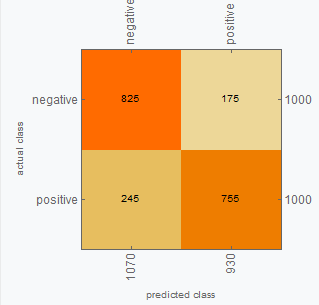 negative
positive
actual class
negative
825
175
1000
positive
245
755
1000
1070
930
predicted class